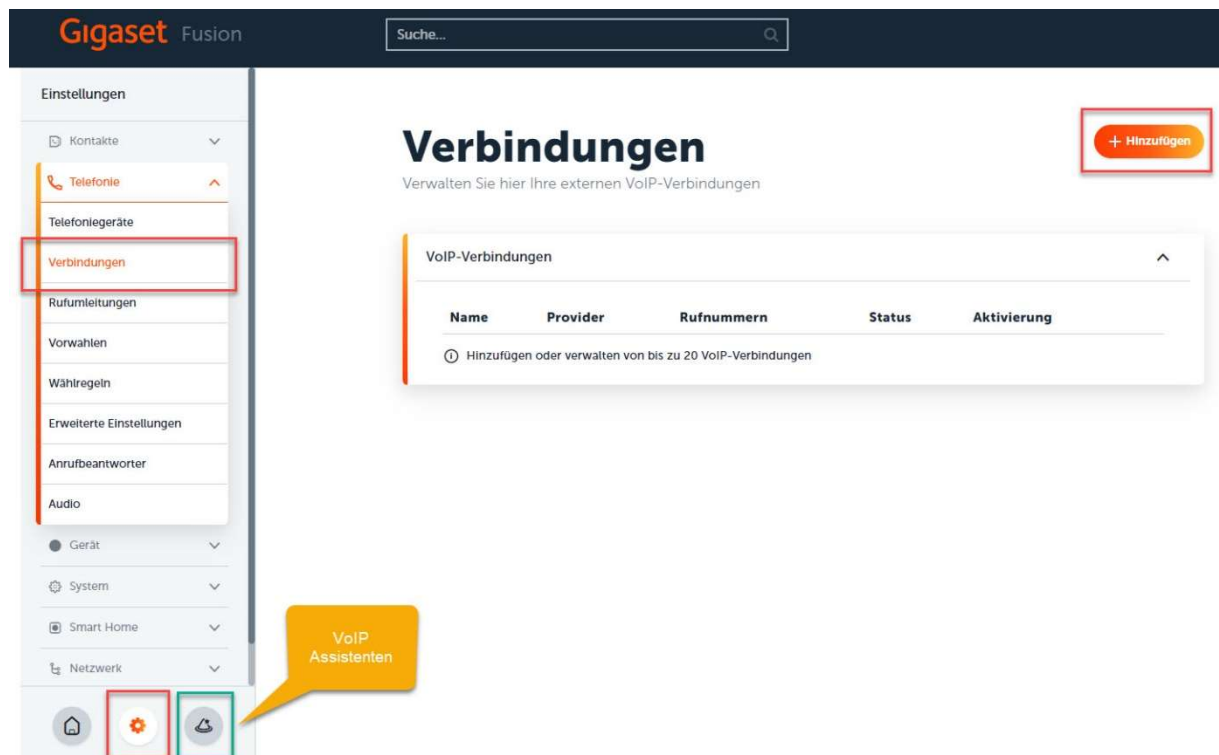 Gigaset Fusion
Suche...
Einstellungen
Kontakte
Telefonie
Telefoniegeräte
Verbindungen
Rufumleitungen
Vorwahlen
Wählregeln
Erweiterte Einstellungen
Anrufbeantworter
Audio
Gerät
System
Smart Home
Netzwerk
VoIP
Assistenten
Verbindungen
+ Hinzufügen
Verwalten Sie hier Ihre externen VoIP-Verbindungen
VoIP-Verbindungen
Name Provider Rufnummern Status Aktivierung
Hinzufügen oder verwalten von bis zu 20 VoIP-Verbindungen